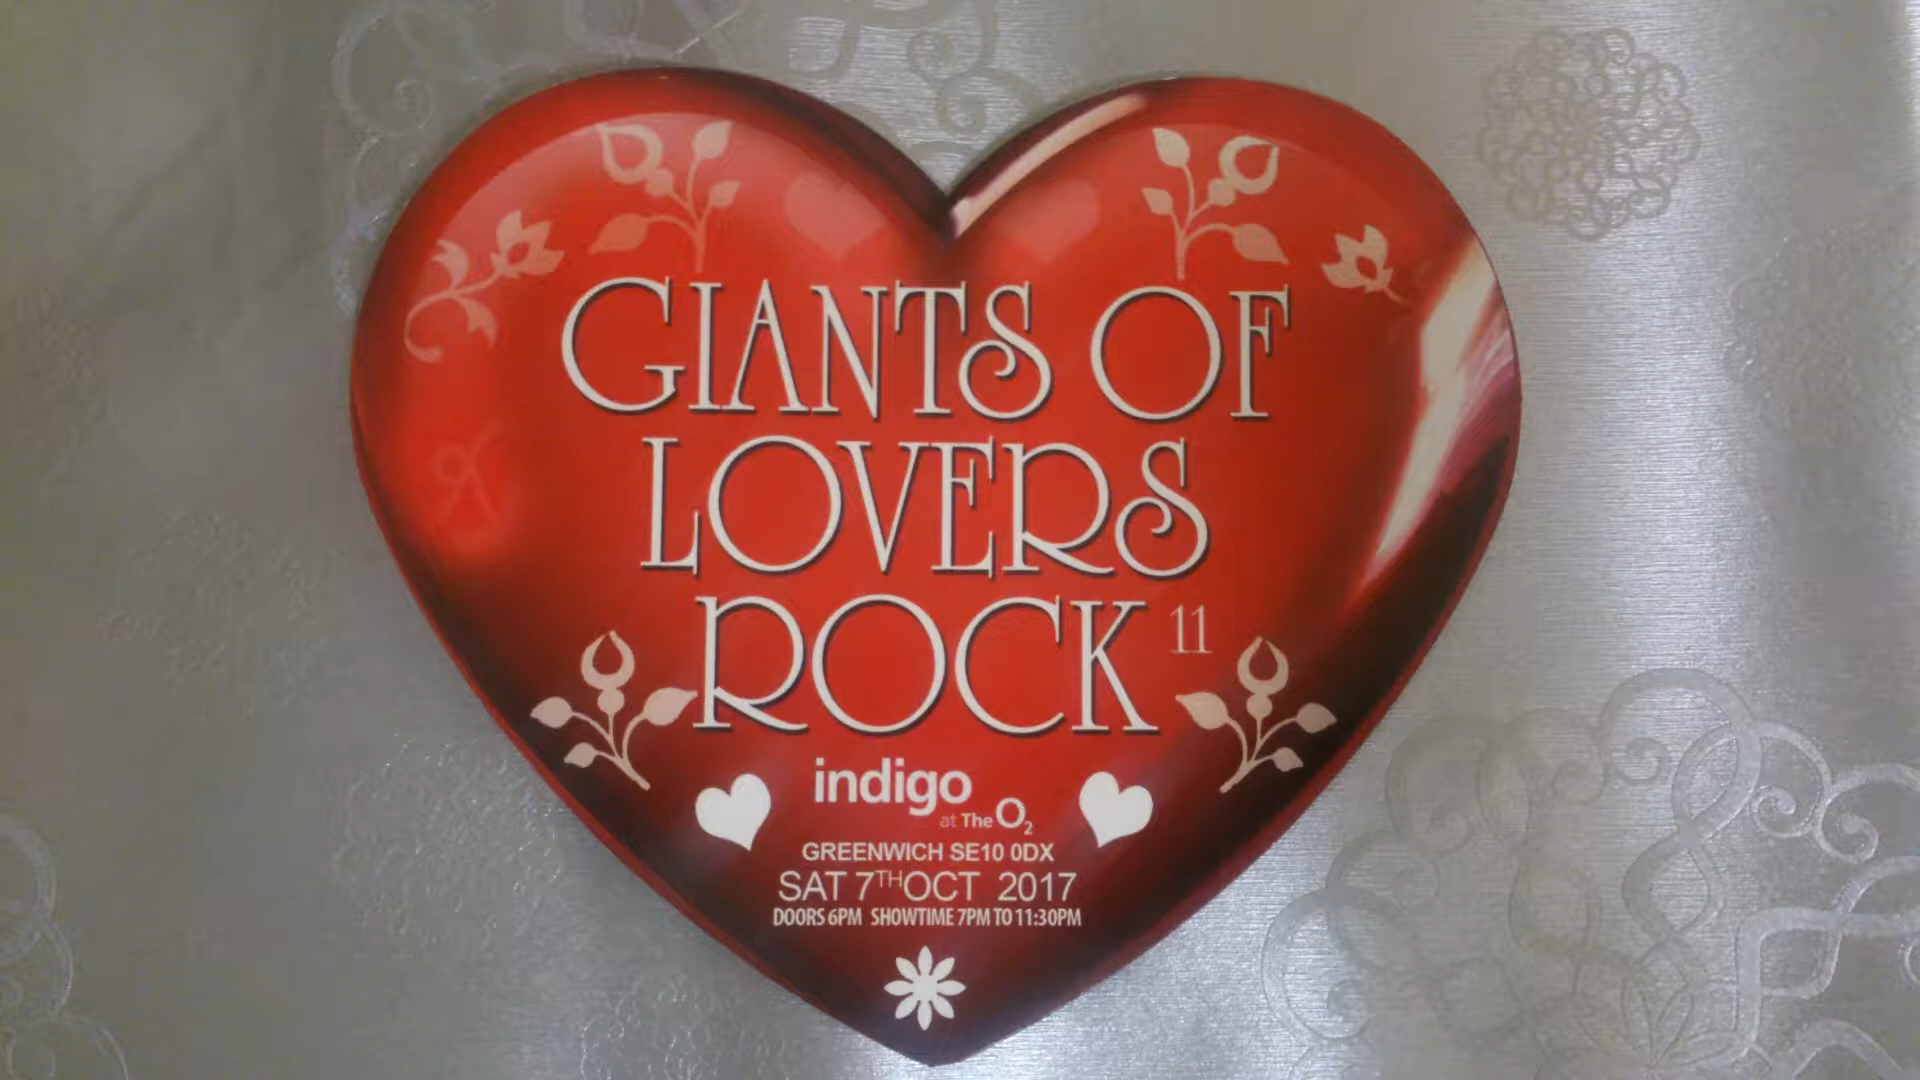 GIANTS OF
LOVERS
ROCK 11
indigo
at The O2
GREENWICH SE10 0DX
SAT 7TH OCT 2017
DOORS 6PM SHOWTIME 7PM TO 11:30PM